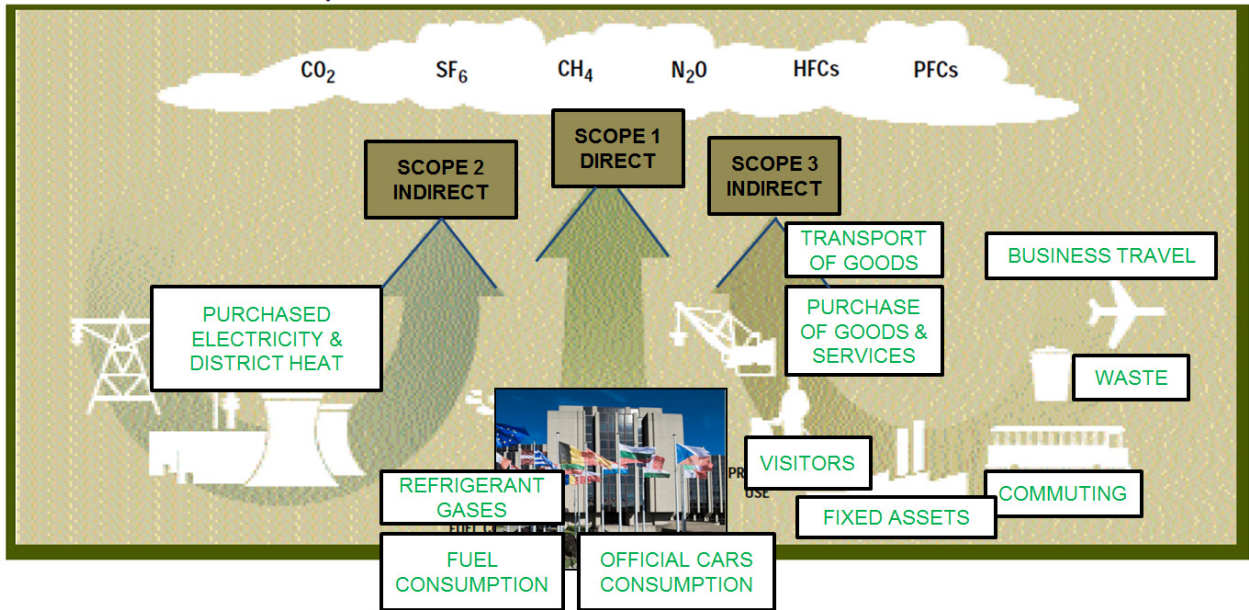 CO₂ SF₆ CH₄ N₂O HFCs PFCs
SCOPE 1
DIRECT
SCOPE 2
INDIRECT
SCOPE 3
INDIRECT
TRANSPORT
OF GOODS
BUSINESS TRAVEL
PURCHASED
ELECTRICITY &
DISTRICT HEAT
PURCHASE
OF GOODS &
SERVICES
WASTE
VISITORS
USE
REFRIGERANT
GASES
COMMUTING
FIXED ASSETS
FUEL
CONSUMPTION
OFFICIAL CARS
CONSUMPTION